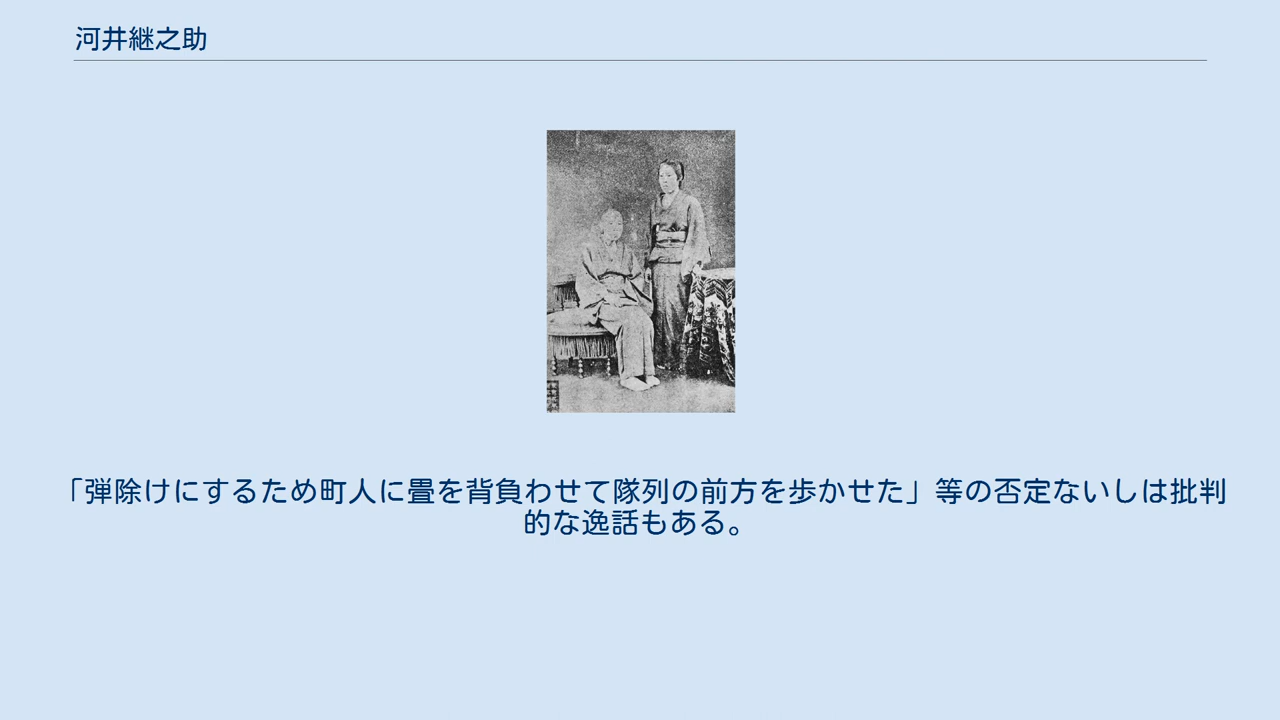 河井継之助
「弾除けにするため町人に畳を背負わせて隊列の前方を歩かせた」等の否定ないしは批判
的な逸話もある。